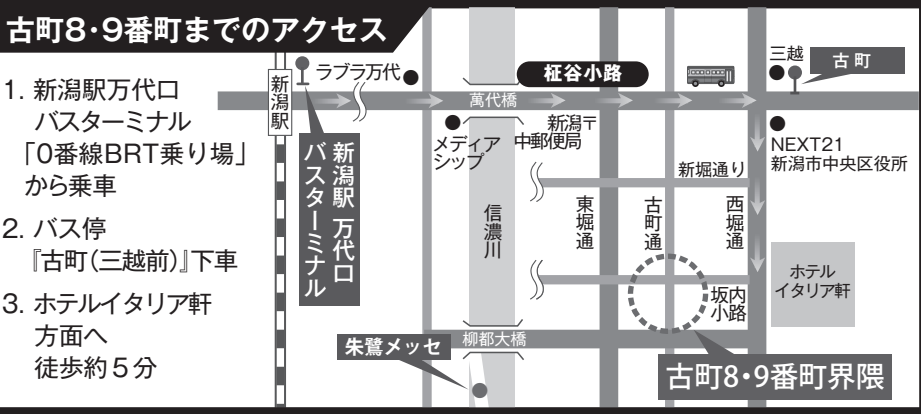 古町8・9番町までのアクセス
1. 新潟駅万代口
バスターミナル
「0番線BRT乗り場」
から乗車
2. バス停
『古町(三越前)』下車
3. ホテルイタリア軒
方面へ
徒歩約5分
新潟駅
ラブラ万代
新潟駅 万代口
バスターミナル
メディア
シップ
萬代橋
柾谷小路
新潟〒
中郵便局
三越
古町
NEXT21
新潟市中央区役所
新堀通り
信濃川
東堀通
古町通
西堀通
坂内
小路
ホテル
イタリア軒
柳都大橋
朱鷺メッセ
古町8・9番町界隈